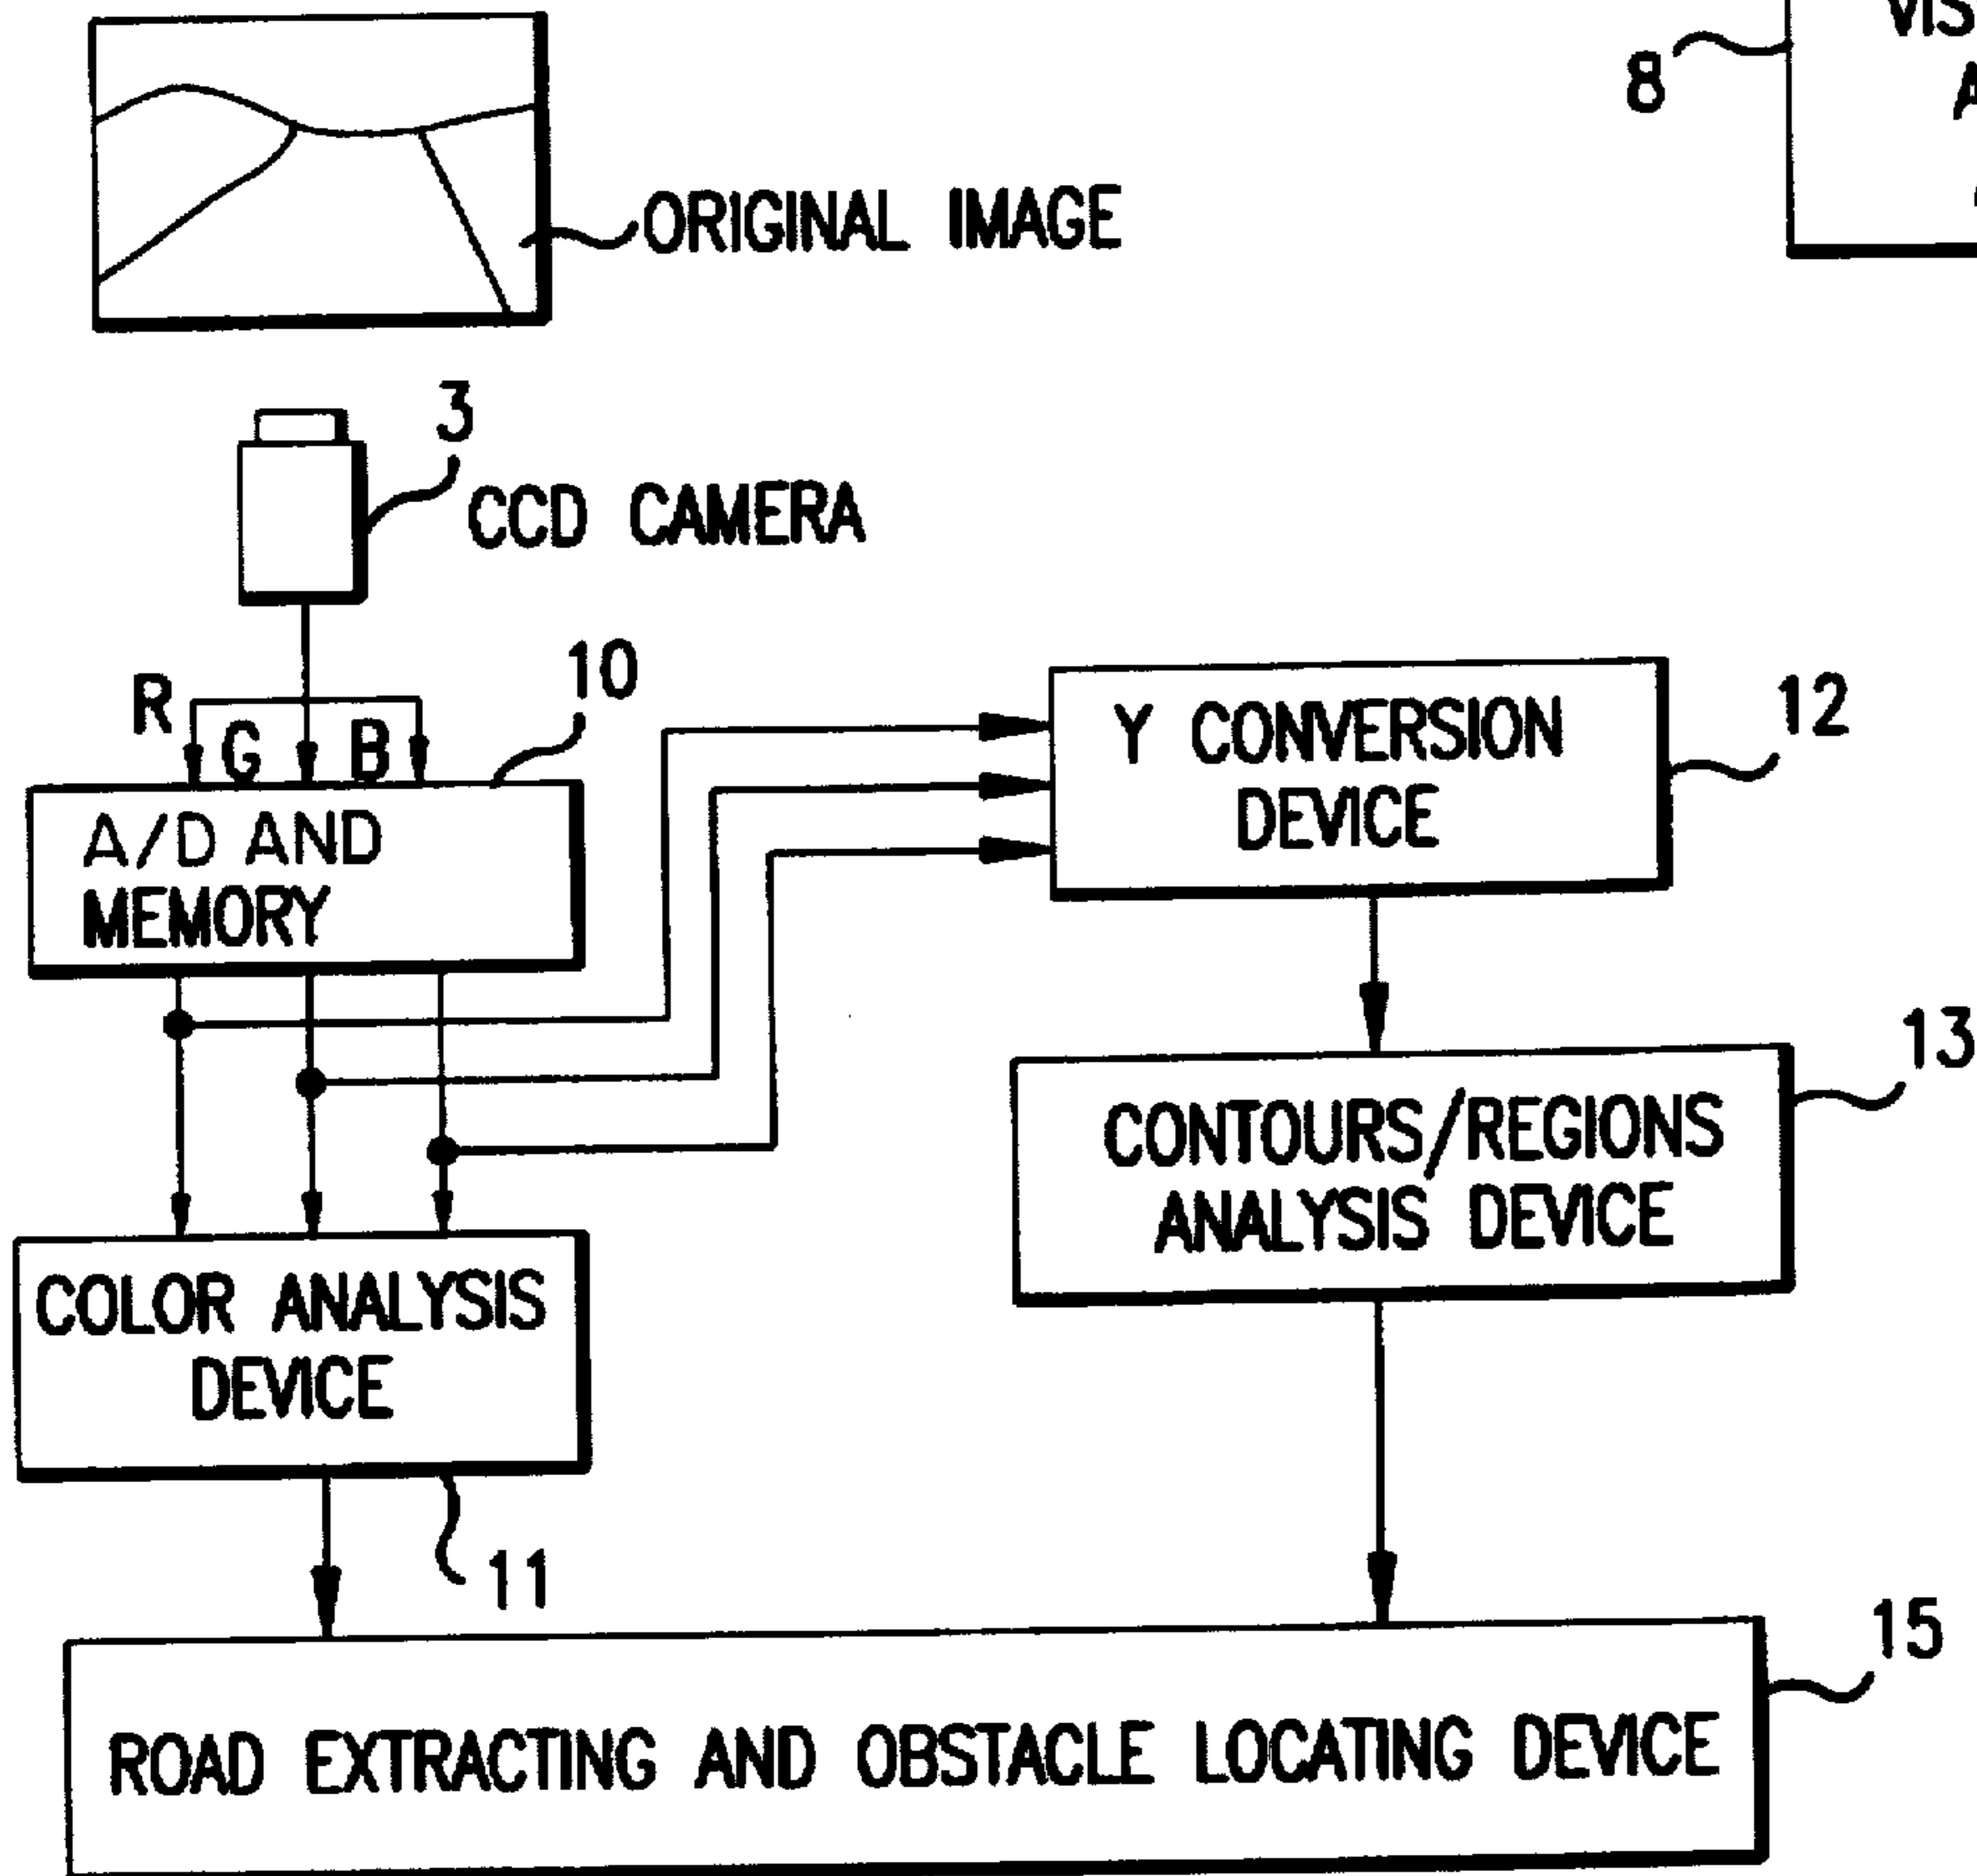 8
ORIGINAL IMAGE
3
CCD CAMERA
R
G
B
10
A/D AND
MEMORY
Y CONVERSION
DEVICE
12
CONTOURS/REGIONS
ANALYSIS DEVICE
13
COLOR ANALYSIS
DEVICE
11
15
ROAD EXTRACTING AND OBSTACLE LOCATING DEVICE